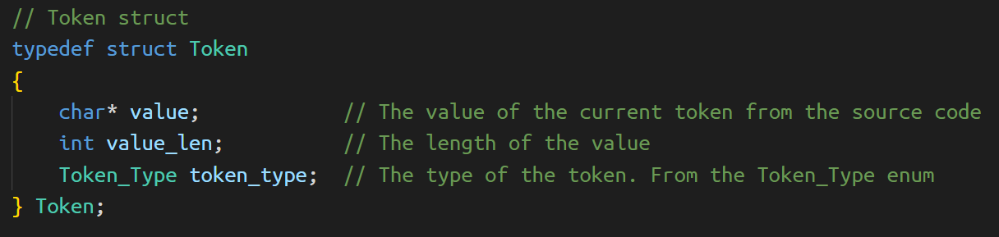 // Token struct
typedef struct Token
{
    char* value;            // The value of the current token from the source code
    int value_len;          // The length of the value
    Token_Type token_type;  // The type of the token. From the Token_Type enum
} Token;